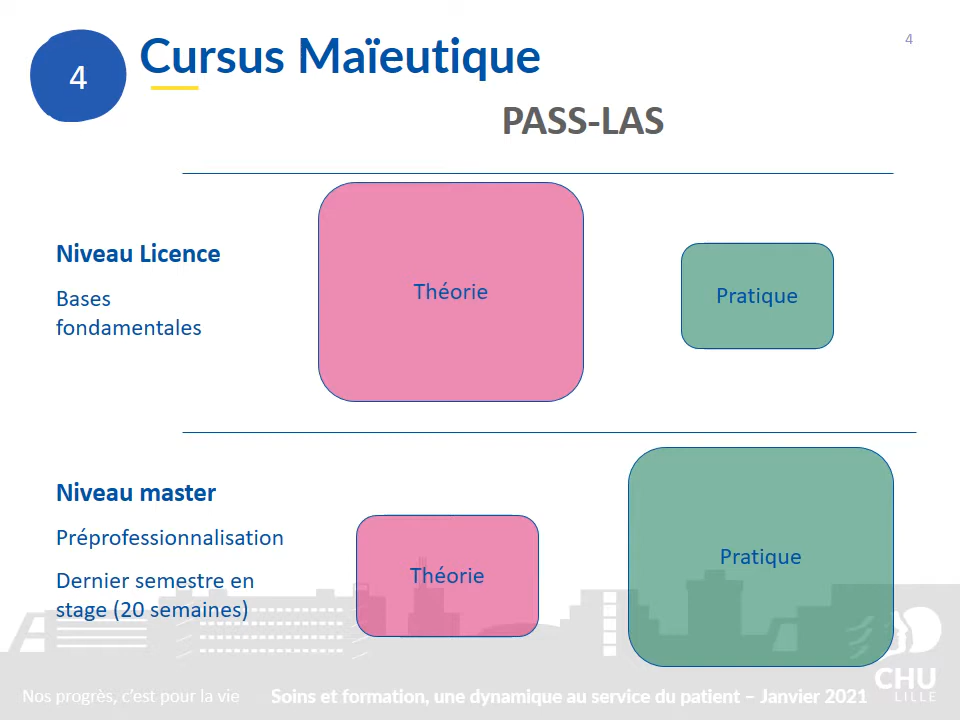 4
Cursus Maïeutique
4
PASS-LAS
Niveau Licence
Bases
fondamentales
Théorie
Pratique
Niveau master
Préprofessionnalisation
Dernier semestre en
stage (20 semaines)
Théorie
Pratique
Nos progrès, c'est pour la vie
Soins et formation, une dynamique au service du patient – Janvier 2021
CHU
LILLE